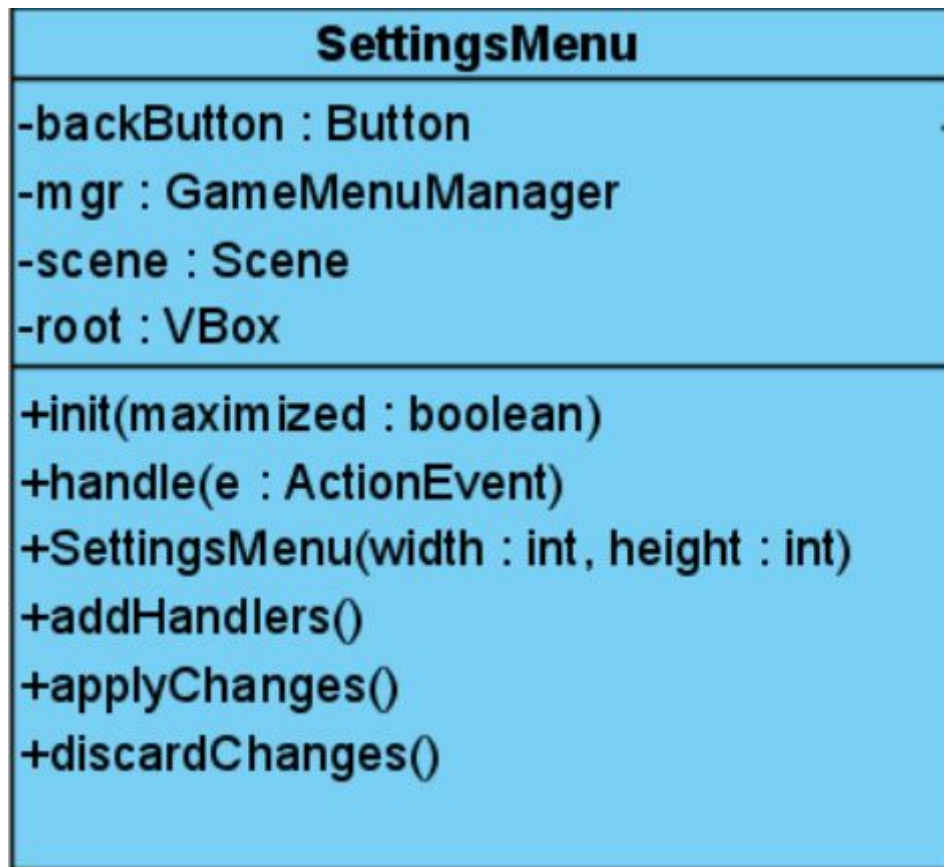 SettingsMenu
-backButton : Button
-mgr : GameMenuManager
-scene : Scene
-root : VBox
+init(maximized : boolean)
+handle(e : ActionEvent)
+SettingsMenu(width : int, height : int)
+addHandlers()
+applyChanges()
+discardChanges()